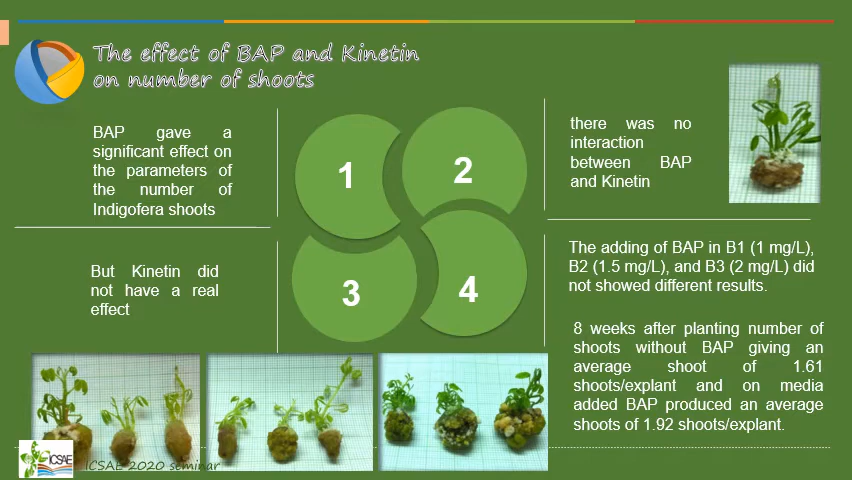 The effect of BAP and Kinetin
on number of shoots
BAP gave a
significant effect on
the parameters of
the number of
Indigofera shoots
1
2
there was no
interaction
between BAP
and Kinetin
But Kinetin did
not have a real
effect
3
4
The adding of BAP in B1 (1 mg/L),
B2 (1.5 mg/L), and B3 (2 mg/L) did
not showed different results.
8 weeks after planting number of
shoots without BAP giving an
average shoot of 1.61
shoots/explant and on media
added BAP produced an average
shoots of 1.92 shoots/explant.
ICSAE
ICSAE 2020 seminar